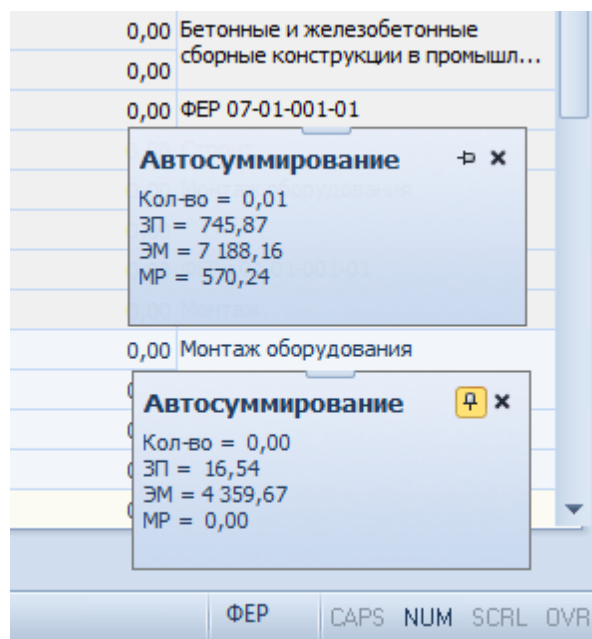 0,00 Бетонные и железобетонные
0,00 сборные конструкции в промышл...
0,00 ФЕР 07-01-001-01
Автосуммирование
Кол-во = 0,01
ЗП = 745,87
ЭМ = 7 188,16
МР = 570,24
0,00 Монтаж оборудования
Автосуммирование
Кол-во = 0,00
ЗП = 16,54
ЭМ = 4 359,67
МР = 0,00
ФЕР CAPS NUM SCRL OVR